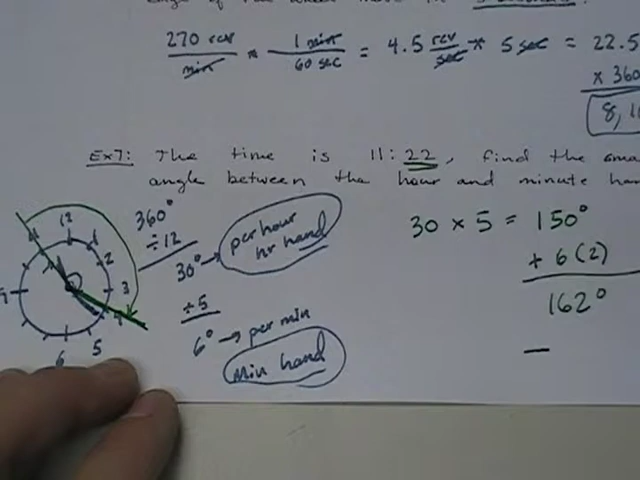 270 rev / min * 1 min / 60 sec = 4.5 rev / sec * 5 sec = 22.5
x 360
8, 1
Ex7: The time is 11:22, find the sma
angle between the hour and minute ha
360°
÷12
30° → per hour
hr hand
÷5
6° → per min
min hand
30 x 5 = 150°
+ 6(2)
162°
—
12
1
2
3
4
5
6
11